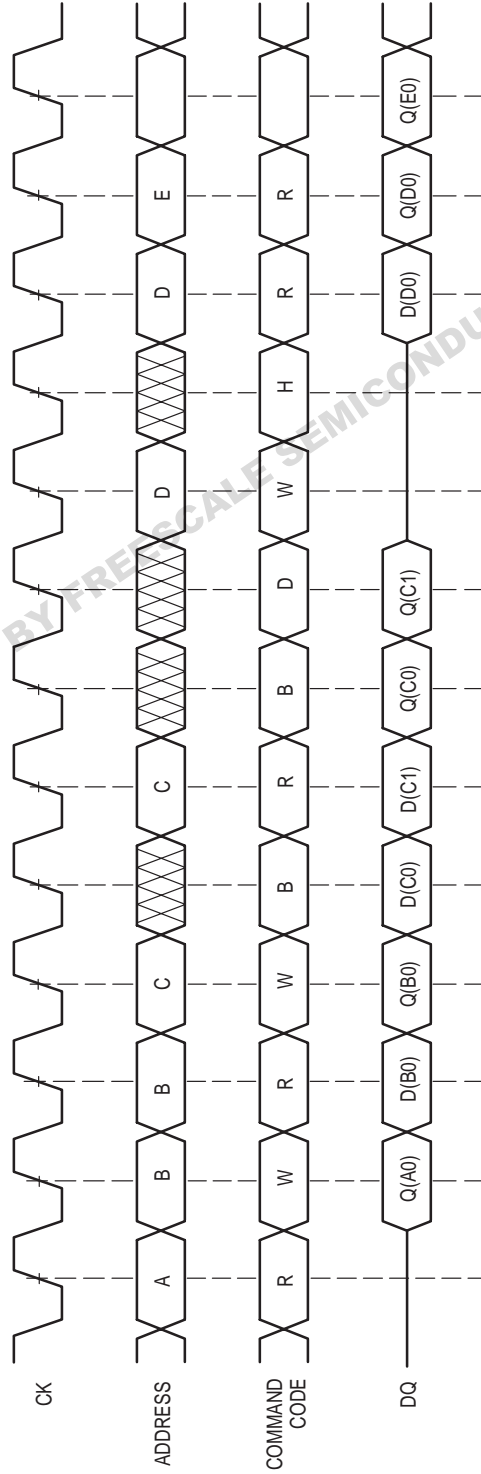 CK
ADDRESS A B B C C D D E
COMMAND
CODE R W R W B R B D W H R R
DQ Q(A0) D(B0) Q(B0) D(C0) D(C1) Q(C0) Q(C1) D(D0) Q(D0) Q(E0)
BY FREESCALE SEMICONDU